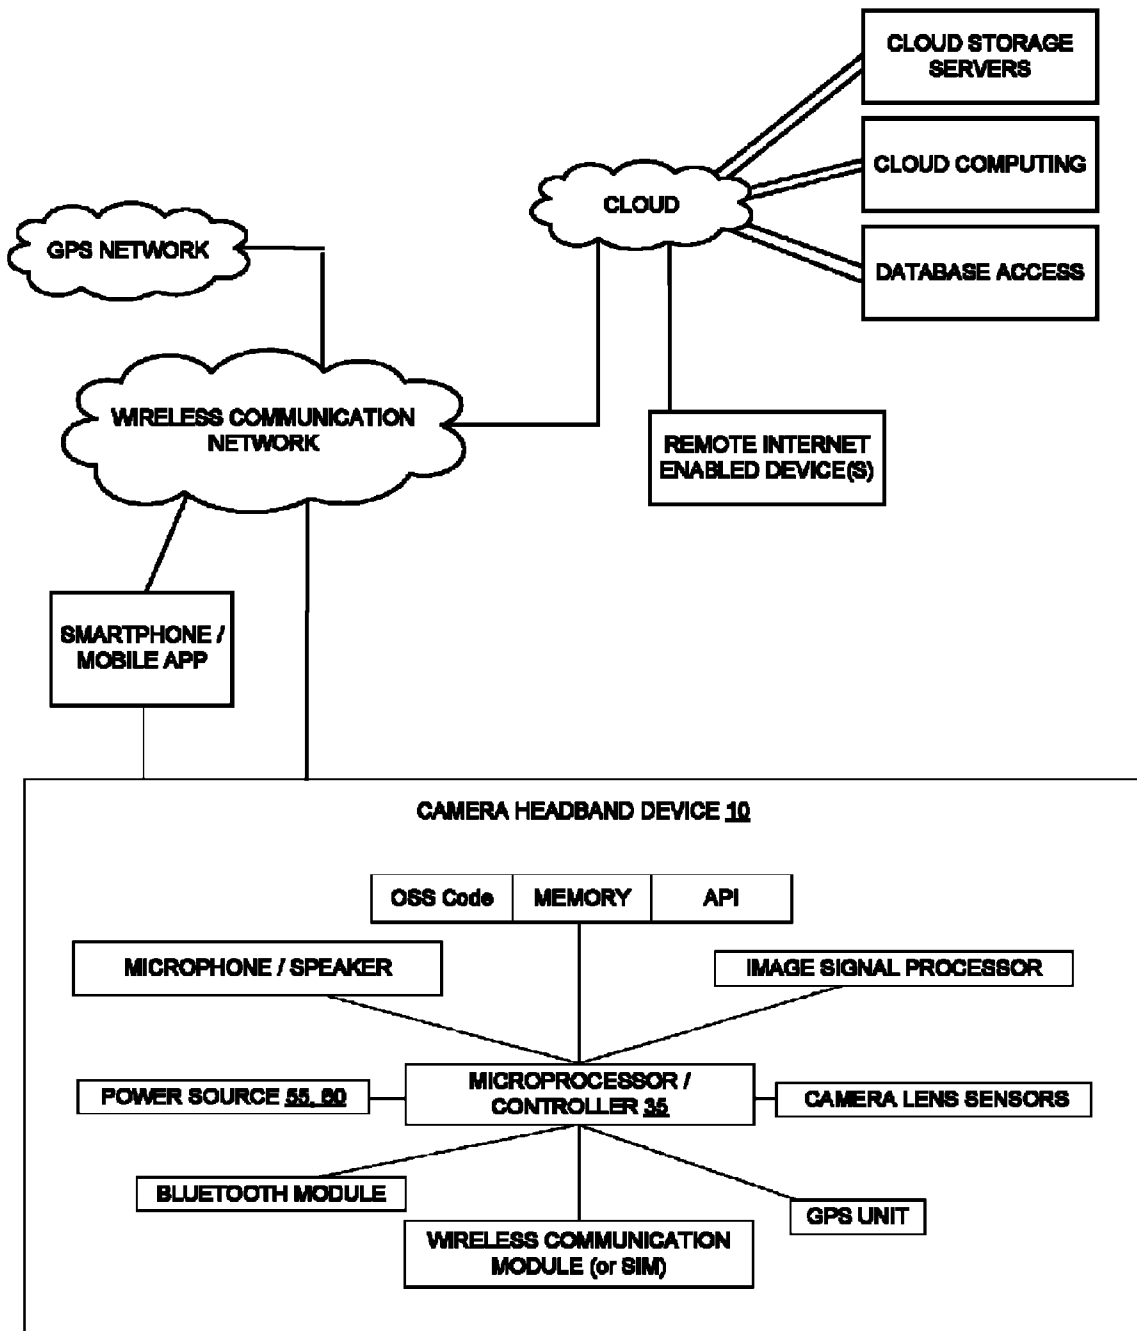 CLOUD STORAGE
SERVERS
CLOUD COMPUTING
CLOUD
DATABASE ACCESS
GPS NETWORK
WIRELESS COMMUNICATION
NETWORK
REMOTE INTERNET
ENABLED DEVICE(S)
SMARTPHONE /
MOBILE APP
CAMERA HEADBAND DEVICE 10
OSS Code
MEMORY
API
MICROPHONE / SPEAKER
IMAGE SIGNAL PROCESSOR
POWER SOURCE 55, 60
MICROPROCESSOR /
CONTROLLER 35
CAMERA LENS SENSORS
BLUETOOTH MODULE
GPS UNIT
WIRELESS COMMUNICATION
MODULE (or SIM)